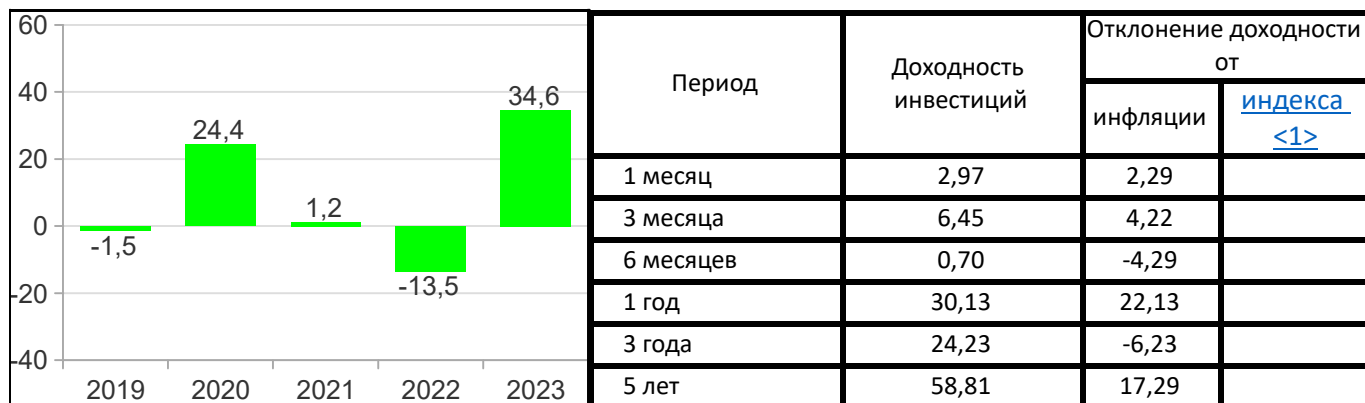 60
40
20
0
-20
-40
-1,5
24,4
1,2
-13,5
34,6
2019 2020 2021 2022 2023
Период
Доходность
инвестиций
Отклонение доходности
от
инфляции
индекса
<1>
1 месяц 2,97 2,29
3 месяца 6,45 4,22
6 месяцев 0,70 -4,29
1 год 30,13 22,13
3 года 24,23 -6,23
5 лет 58,81 17,29